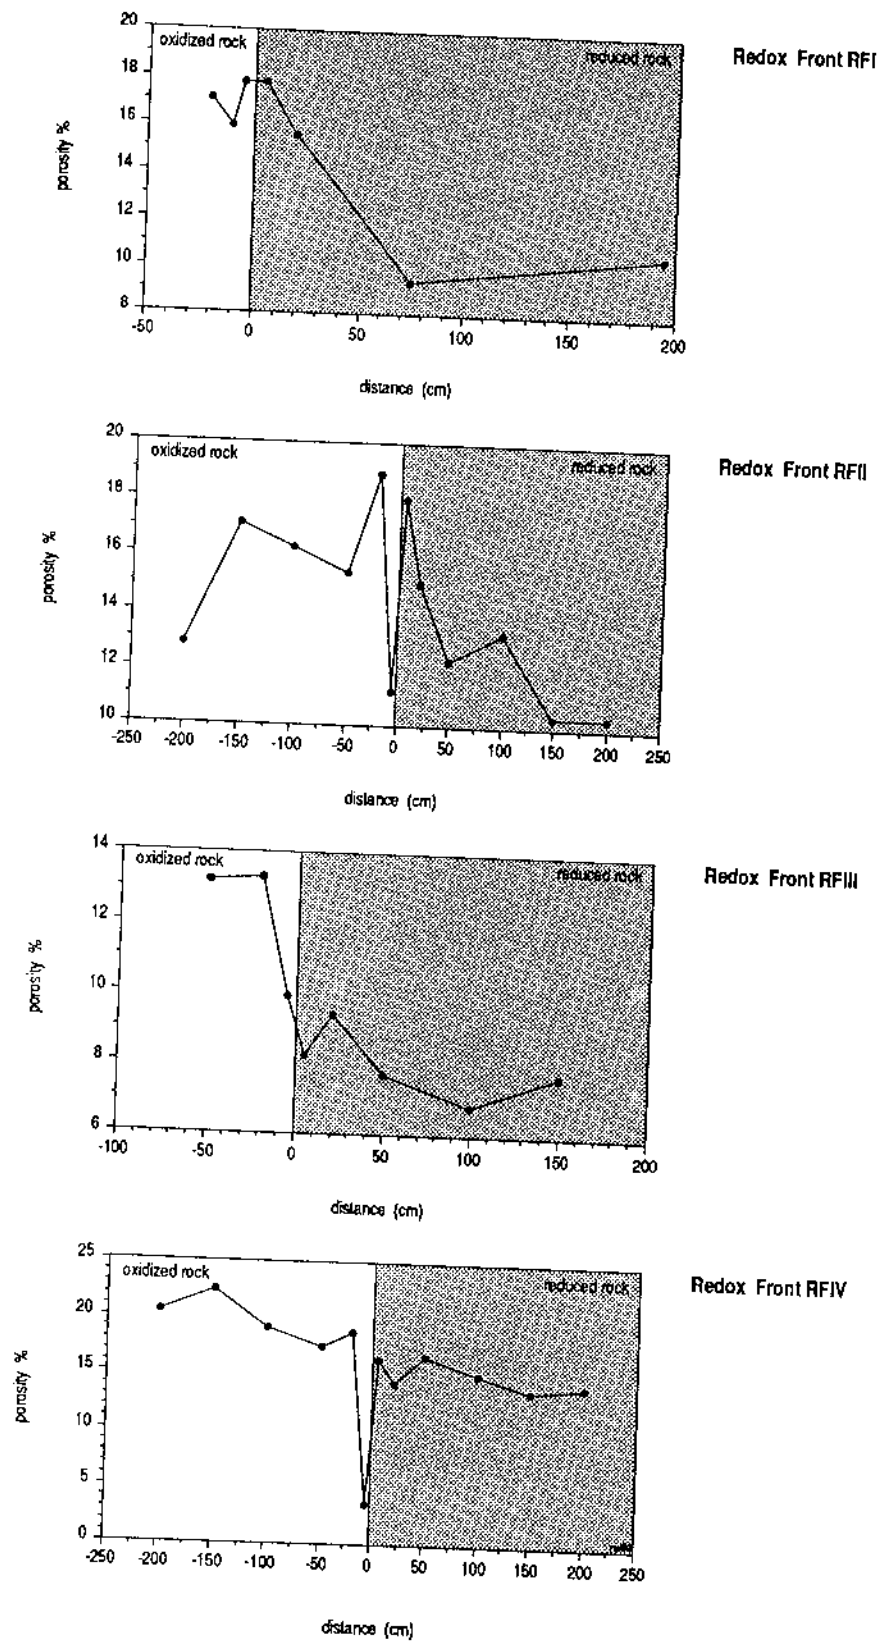 Redox Front RFI
oxidized rock
reduced rock
20
18
16
14
12
10
8
porosity %
-50 0 50 100 150 200
distance (cm)
Redox Front RFII
oxidized rock
reduced rock
20
18
16
14
12
10
porosity %
-250 -200 -150 -100 -50 0 50 100 150 200 250
distance (cm)
Redox Front RFIII
oxidized rock
reduced rock
14
12
10
8
6
porosity %
-100 -50 0 50 100 150 200
distance (cm)
Redox Front RFIV
oxidized rock
reduced rock
25
20
15
10
5
0
porosity %
-250 -200 -150 -100 -50 0 50 100 150 200 250
distance (cm)